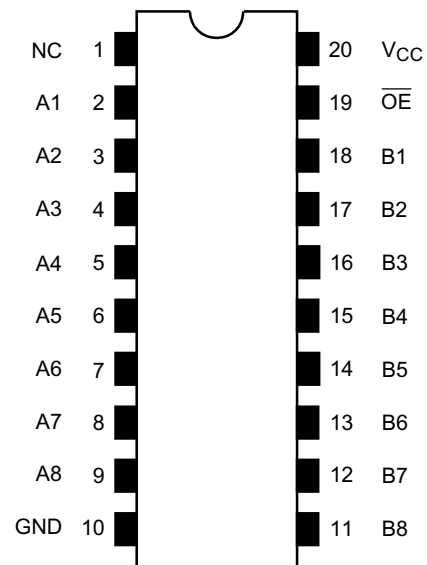 NC 1 20 VCC
A1 2 19 OE
A2 3 18 B1
A3 4 17 B2
A4 5 16 B3
A5 6 15 B4
A6 7 14 B5
A7 8 13 B6
A8 9 12 B7
GND 10 11 B8